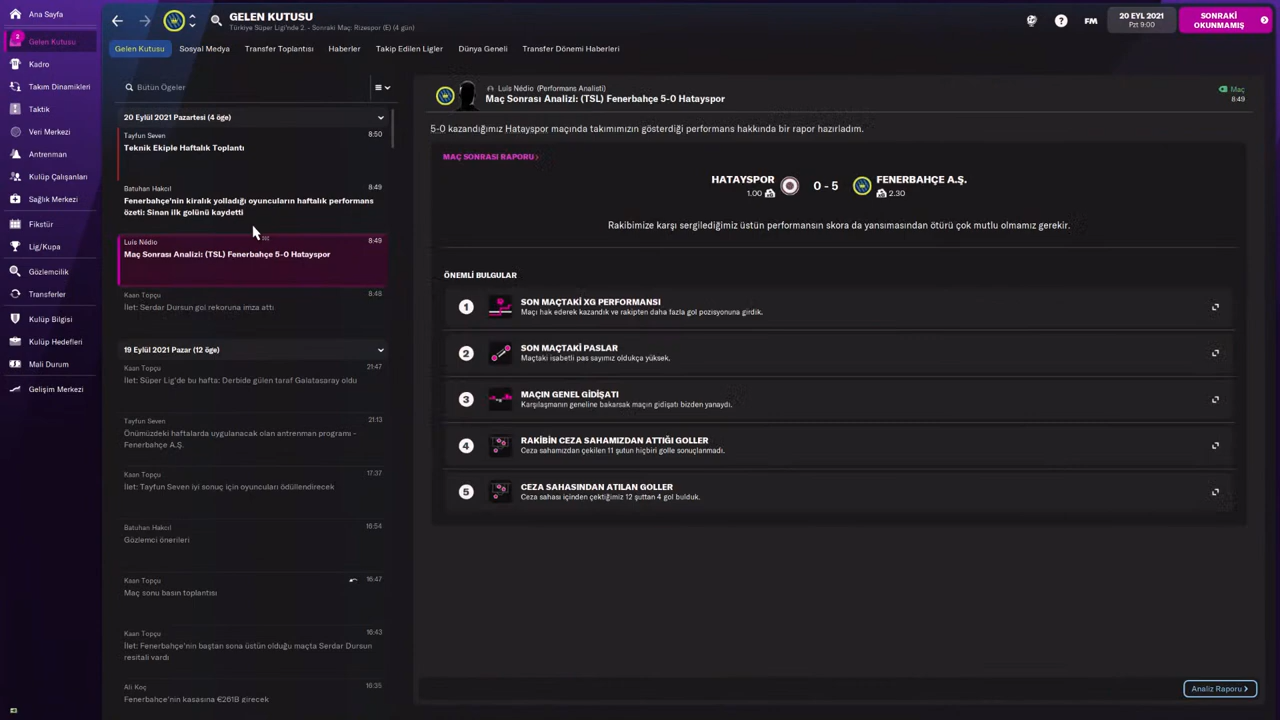 Ana Sayfa
2
Gelen Kutusu
Kadro
Takım Dinamikleri
Taktik
Veri Merkezi
Antrenman
Kulüp Çalışanları
Sağlık Merkezi
Fikstür
Lig/Kupa
Gözlemcilik
Transferler
Kulüp Bilgisi
Kulüp Hedefleri
Mali Durum
Gelişim Merkezi
GELEN KUTUSU
Türkiye Süper Ligi'nde 2. - Sonraki Maç: Rizespor (E) (4 gün)
FM
20 EYL 2021
Pzt 9:00
SONRAKİ
OKUNMAMIŞ
Gelen Kutusu
Sosyal Medya
Transfer Toplantısı
Haberler
Takip Edilen Ligler
Dünya Geneli
Transfer Dönemi Haberleri
Bütün Ögeler
20 Eylül 2021 Pazartesi (4 öge)
Tayfun Seven 8:50
Teknik Ekiple Haftalık Toplantı
Batuhan Hakcıl 8:49
Fenerbahçe'nin kiralık yolladığı oyuncuların haftalık performans
özeti: Sinan ilk golünü kaydetti
Luís Nédio 8:49
Maç Sonrası Analizi: (TSL) Fenerbahçe 5-0 Hatayspor
Kaan Topçu 8:48
İlet: Serdar Dursun gol rekoruna imza attı
19 Eylül 2021 Pazar (12 öge)
Kaan Topçu 21:47
İlet: Süper Lig'de bu hafta: Derbide gülen taraf Galatasaray oldu
Tayfun Seven 21:13
Önümüzdeki haftalarda uygulanacak olan antrenman programı -
Fenerbahçe A.Ş.
Kaan Topçu 17:37
İlet: Tayfun Seven iyi sonuç için oyuncuları ödüllendirecek
Batuhan Hakcıl 16:54
Gözlemci önerileri
Kaan Topçu 16:47
Maç sonu basın toplantısı
Kaan Topçu 16:43
İlet: Fenerbahçe'nin baştan sona üstün olduğu maçta Serdar Dursun
resitali vardı
Ali Koç 16:35
Fenerbahçe'nin kasasına €261B girecek
Luís Nédio (Performans Analisti)
Maç Sonrası Analizi: (TSL) Fenerbahçe 5-0 Hatayspor
Maç
8:49
5-0 kazandığımız Hatayspor maçında takımımızın gösterdiği performans hakkında bir rapor hazırladım.
MAÇ SONRASI RAPORU ›
HATAYSPOR 0 - 5 FENERBAHÇE A.Ş.
1.00 2.30
Rakibimize karşı sergilediğimiz üstün performansın skora da yansımasından ötürü çok mutlu olmamız gerekir.
ÖNEMLİ BULGULAR
1 SON MAÇTAKİ XG PERFORMANSI
Maçı hak ederek kazandık ve rakipten daha fazla gol pozisyonuna girdik.
2 SON MAÇTAKİ PASLAR
Maçtaki isabetli pas sayımız oldukça yüksek.
3 MAÇIN GENEL GİDİŞATI
Karşılaşmanın geneline bakarsak maçın gidişatı bizden yanaydı.
4 RAKİBİN CEZA SAHAMIZDAN ATTIĞI GOLLER
Ceza sahamızdan çekilen 11 şutun hiçbiri golle sonuçlanmadı.
5 CEZA SAHASINDAN ATILAN GOLLER
Ceza sahası içinden çektiğimiz 12 şuttan 4 gol bulduk.
Analiz Raporu ›